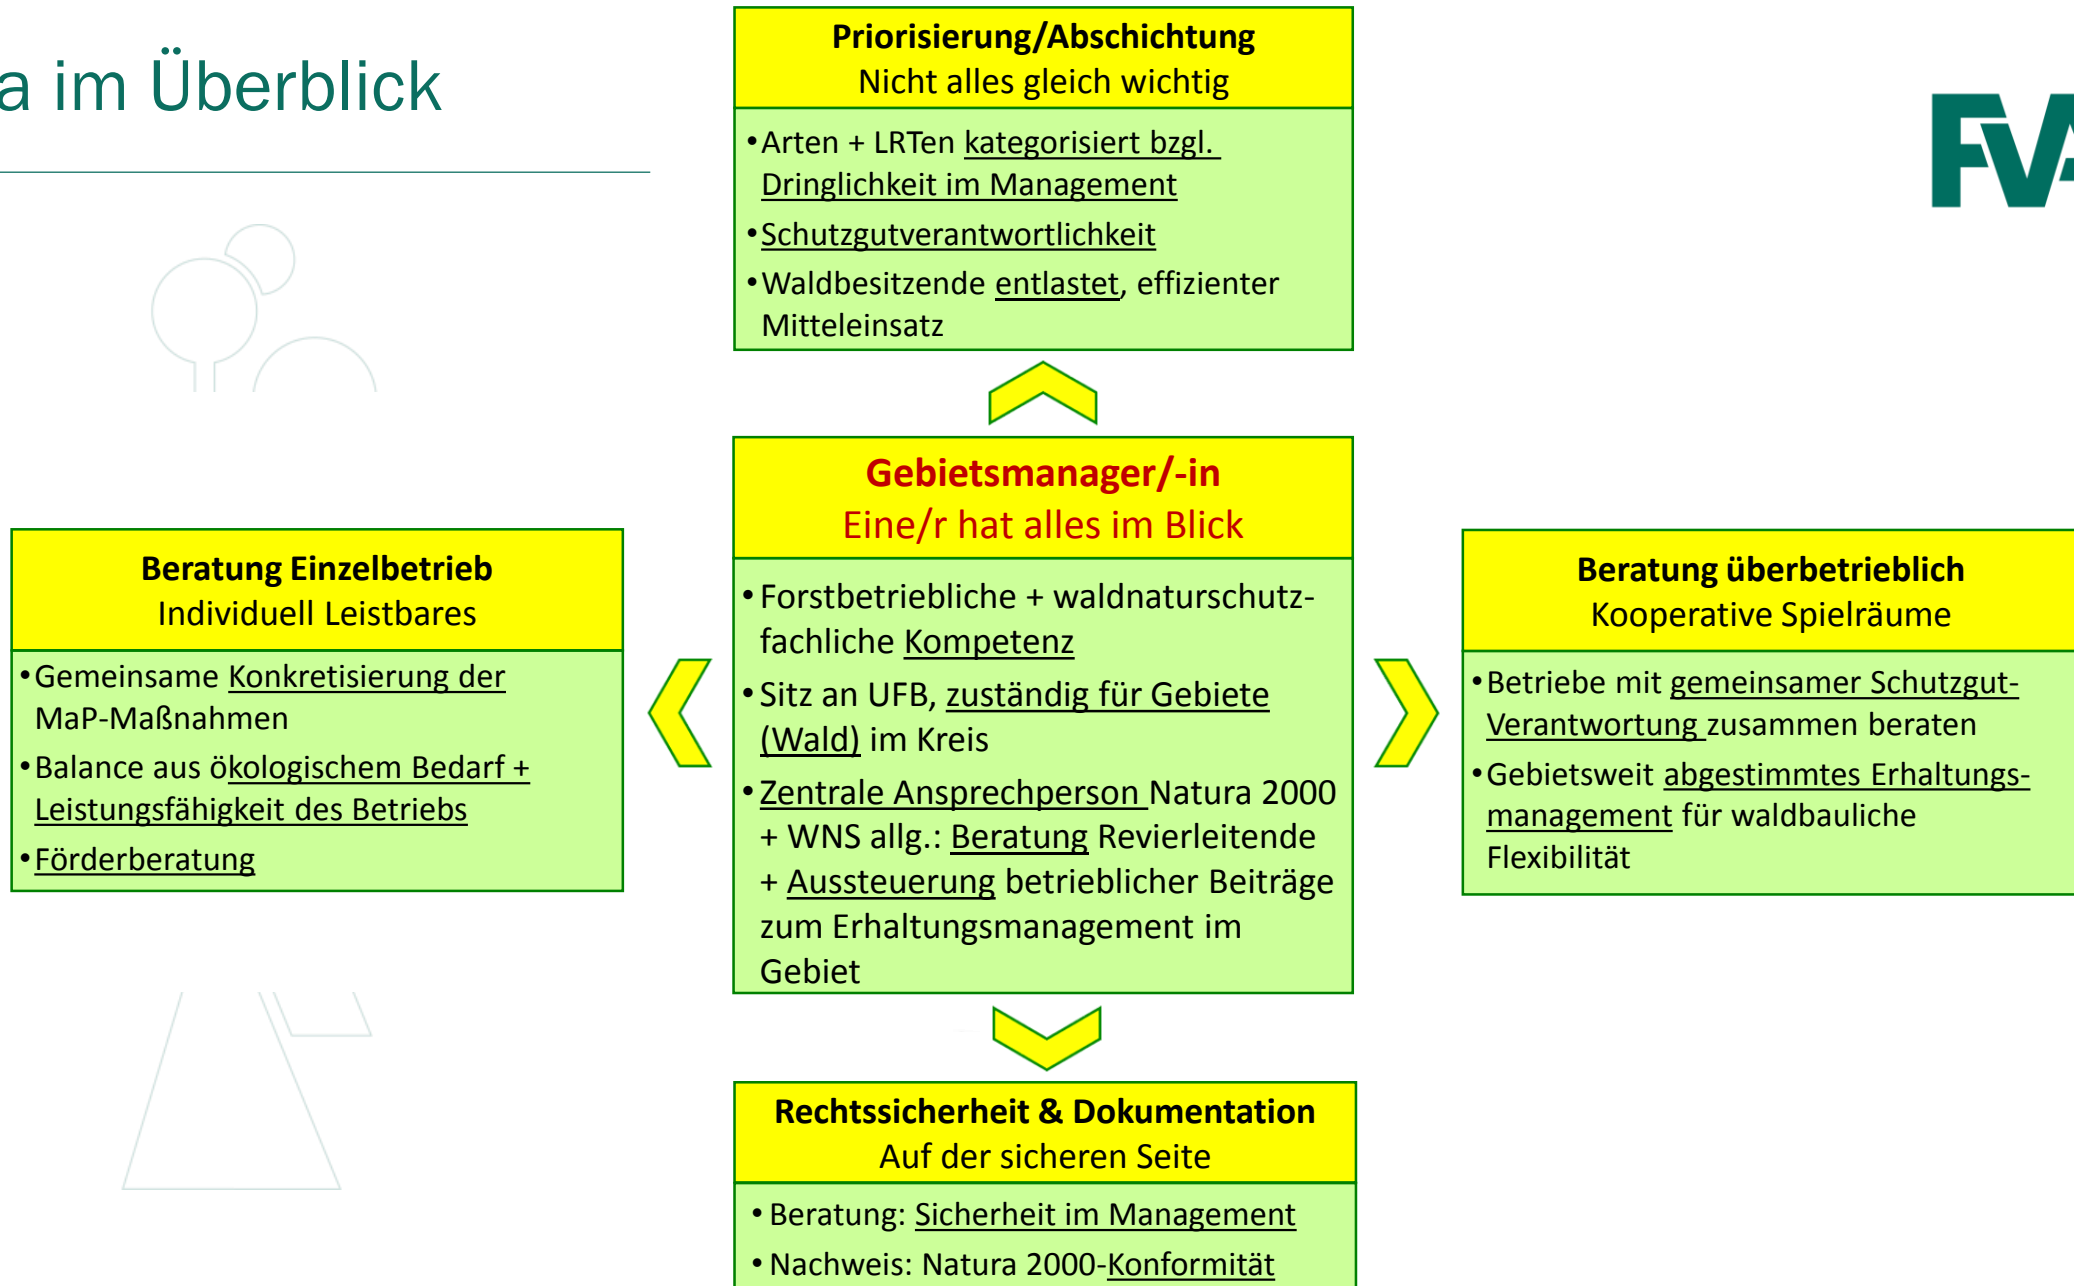 a im Überblick
FVA
Priorisierung/Abschichtung
Nicht alles gleich wichtig
•Arten + LRTen kategorisiert bzgl.
Dringlichkeit im Management
•Schutzgutverantwortlichkeit
•Waldbesitzende entlastet, effizienter
Mitteleinsatz
Gebietsmanager/-in
Eine/r hat alles im Blick
• Forstbetriebliche + waldnaturschutz-
fachliche Kompetenz
• Sitz an UFB, zuständig für Gebiete
(Wald) im Kreis
• Zentrale Ansprechperson Natura 2000
+ WNS allg.: Beratung Revierleitende
+ Aussteuerung betrieblicher Beiträge
zum Erhaltungsmanagement im
Gebiet
Beratung Einzelbetrieb
Individuell Leistbares
•Gemeinsame Konkretisierung der
MaP-Maßnahmen
•Balance aus ökologischem Bedarf +
Leistungsfähigkeit des Betriebs
•Förderberatung
Beratung überbetrieblich
Kooperative Spielräume
•Betriebe mit gemeinsamer Schutzgut-
Verantwortung zusammen beraten
•Gebietsweit abgestimmtes Erhaltungs-
management für waldbauliche
Flexibilität
Rechtssicherheit & Dokumentation
Auf der sicheren Seite
• Beratung: Sicherheit im Management
• Nachweis: Natura 2000-Konformität